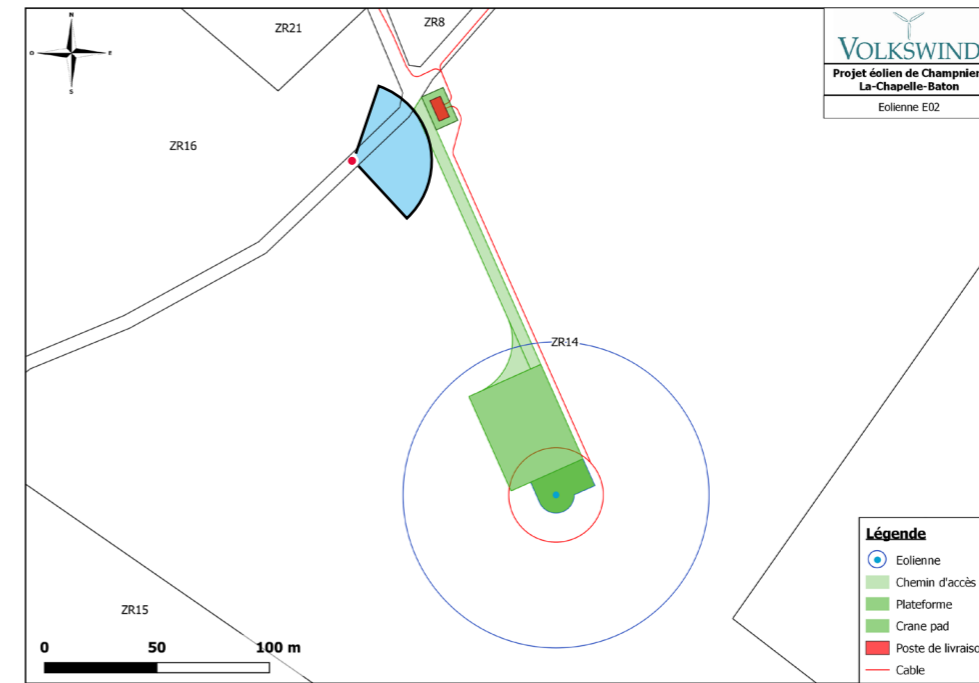 N
O
E
S
ZR21
ZR8
VOLKSWIND
Projet éolien de Champnier
La-Chapelle-Baton
Eolienne E02
ZR16
ZR14
ZR15
0 50 100 m
Légende
Eolienne
Chemin d'accès
Plateforme
Crane pad
Poste de livraiso
Cable